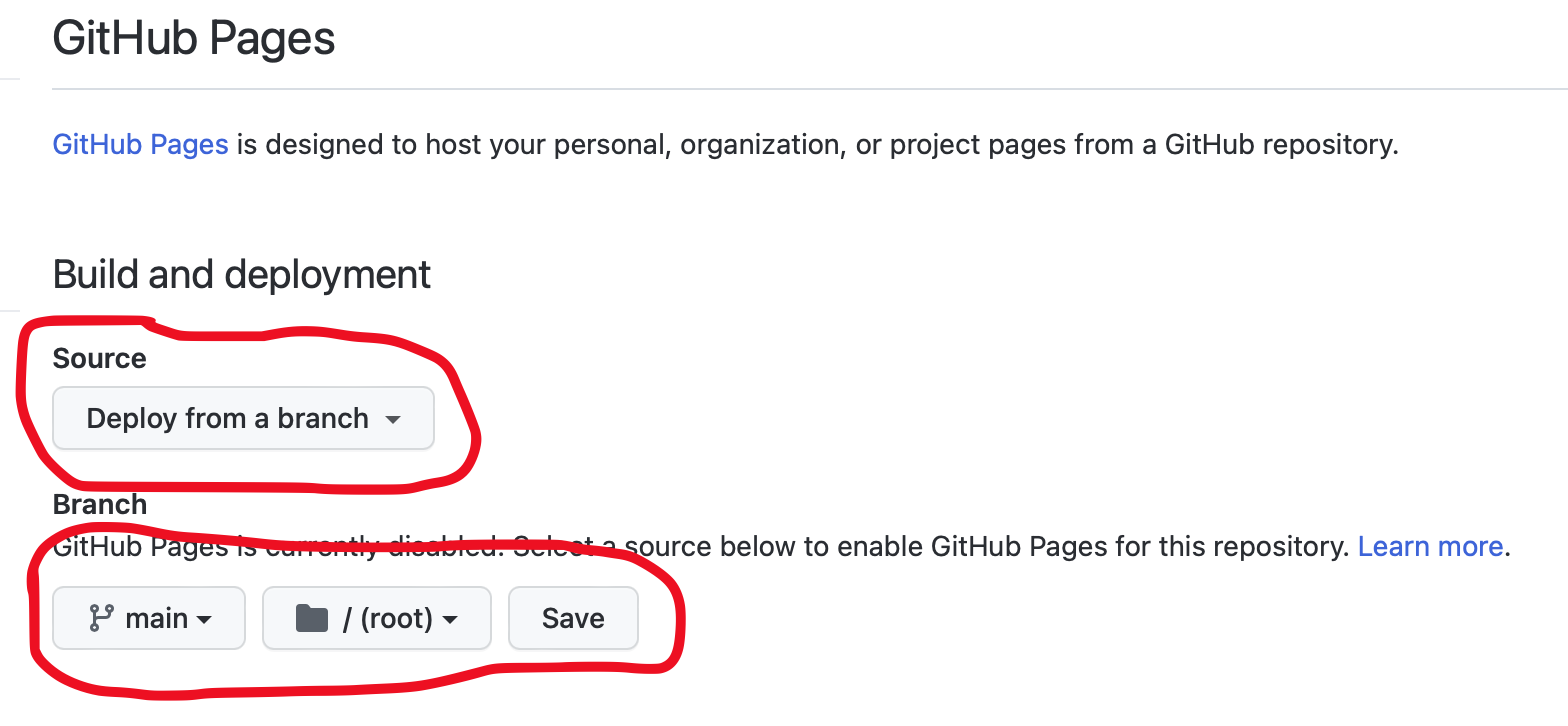 GitHub Pages
GitHub Pages is designed to host your personal, organization, or project pages from a GitHub repository.
Build and deployment
Source
Deploy from a branch
Branch
GitHub Pages is currently disabled. Select a source below to enable GitHub Pages for this repository. Learn more.
main / (root) Save